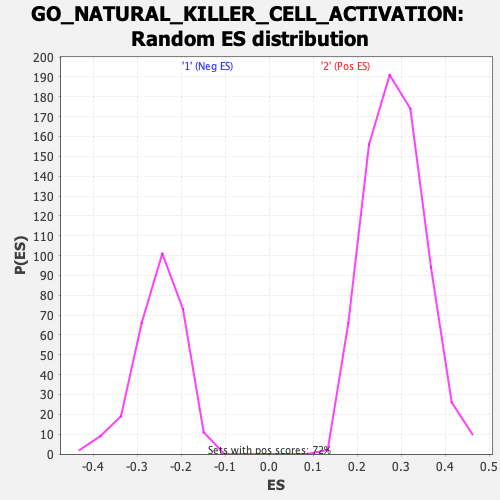 GO_NATURAL_KILLER_CELL_ACTIVATION:
Random ES distribution
'1' (Neg ES)
'2' (Pos ES)
200
190
180
170
160
150
140
130
120
110
100
90
80
70
60
50
40
30
20
10
0
P(ES)
Sets with pos scores: 72%
-0.4 -0.3 -0.2 -0.1 0.0 0.1 0.2 0.3 0.4 0.5
ES